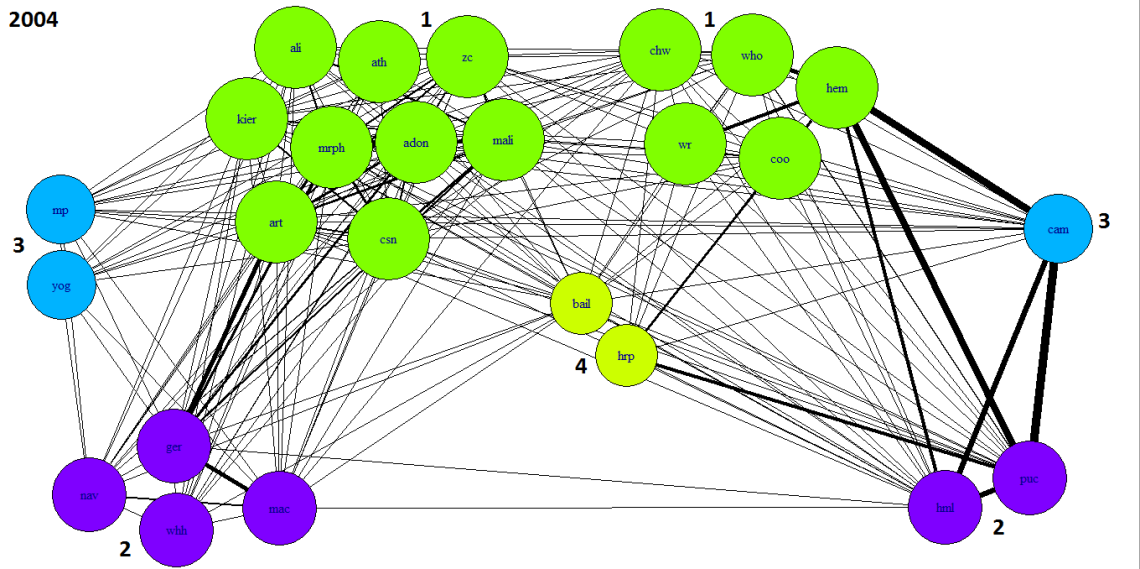 2004
1
1
ali
ath
zc
chw
who
hem
kier
mrph
adon
mali
wr
coo
mp
art
csn
cam
3
3
yog
bail
hrp
4
ger
nav
whh
mac
hml
puc
2
2